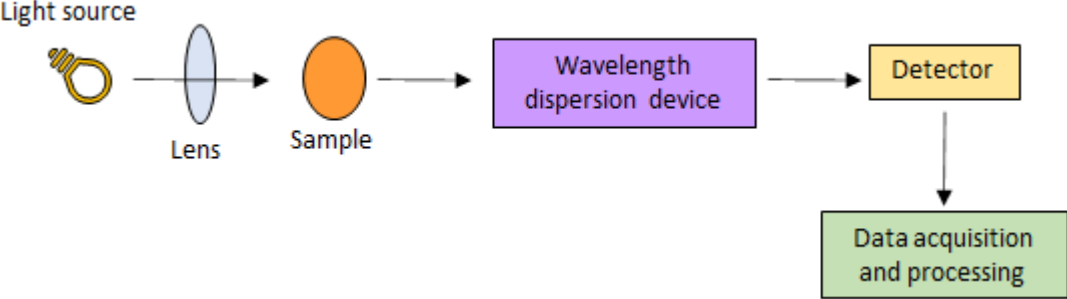 Light source
Lens
Sample
Wavelength
dispersion device
Detector
Data acquisition
and processing